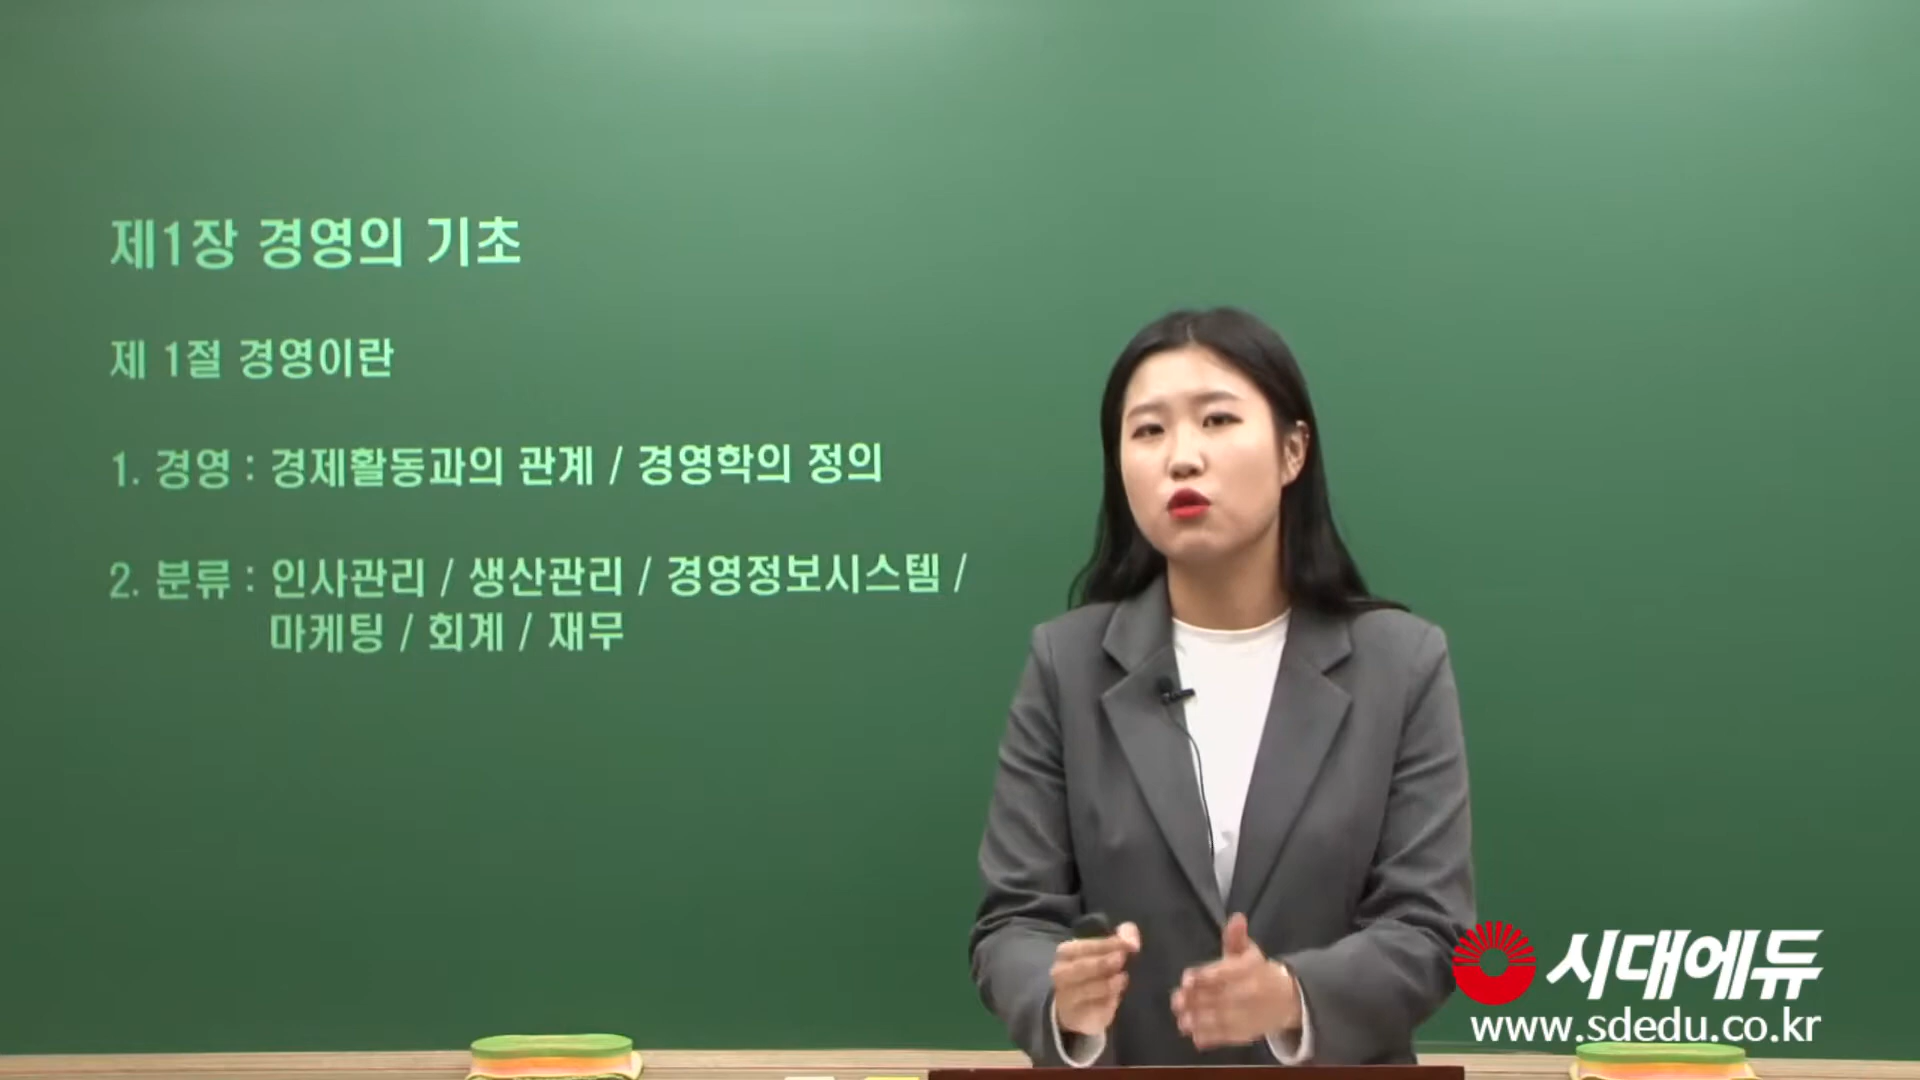 제1장 경영의 기초
제 1절 경영이란
1. 경영 : 경제활동과의 관계 / 경영학의 정의
2. 분류 : 인사관리 / 생산관리 / 경영정보시스템 /
마케팅 / 회계 / 재무
시대에듀
www.sdedu.co.kr